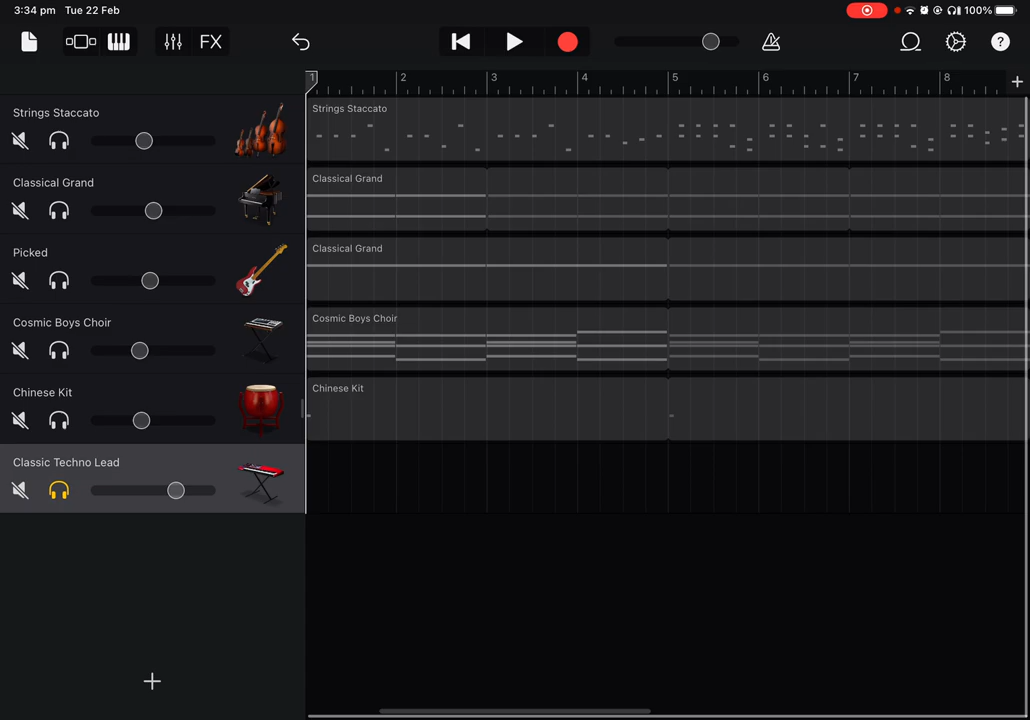 3:34 pm Tue 22 Feb
100%
FX
?
1 2 3 4 5 6 7 8
+
Strings Staccato
Strings Staccato
Classical Grand
Classical Grand
Picked
Classical Grand
Cosmic Boys Choir
Cosmic Boys Choir
Chinese Kit
Chinese Kit
Classic Techno Lead
+